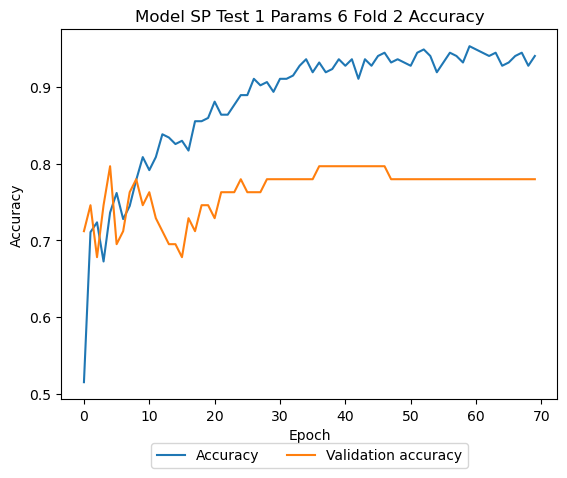 Model SP Test 1 Params 6 Fold 2 Accuracy
0.9
0.8
0.7
0.6
0.5
Accuracy
0 10 20 30 40 50 60 70
Epoch
Accuracy Validation accuracy